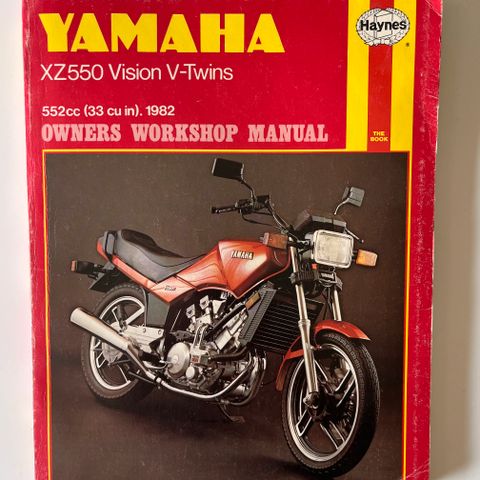 YAMAHA
Haynes
®
XZ550 Vision V-Twins
552cc (33 cu in). 1982
OWNERS WORKSHOP MANUAL
THE
BOOK
YAMAHA